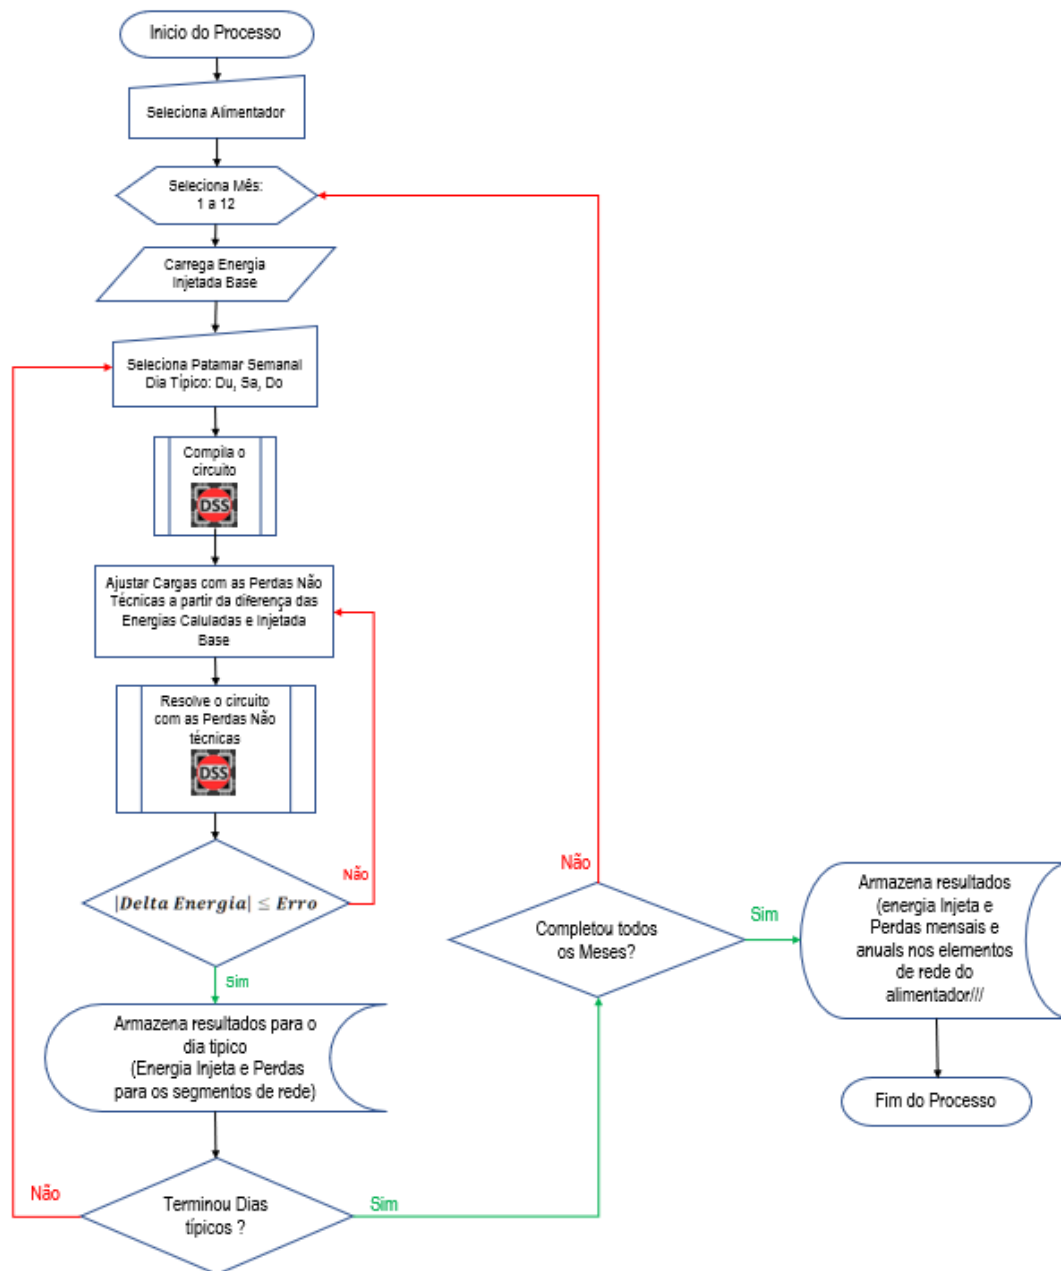 Inicio do Processo
Seleciona Alimentador
Seleciona Mês:
1 a 12
Carrega Energia
Injetada Base
Seleciona Patamar Semanal
Dia Típico: Du, Sa, Do
Compila o
circuito
DSS
Ajustar Cargas com as Perdas Não
Técnicas a partir da diferença das
Energias Caluladas e Injetada
Base
Resolve o circuito
com as Perdas Não
técnicas
DSS
|Delta Energia| ≤ Erro
Não
Sim
Armazena resultados para o
dia tipico
(Energia Injeta e Perdas
para os segmentos de rede)
Terminou Dias
típicos ?
Não
Sim
Completou todos
os Meses?
Não
Sim
Armazena resultados
(energia Injeta e
Perdas mensais e
anuals nos elementos
de rede do
alimentador///
Fim do Processo